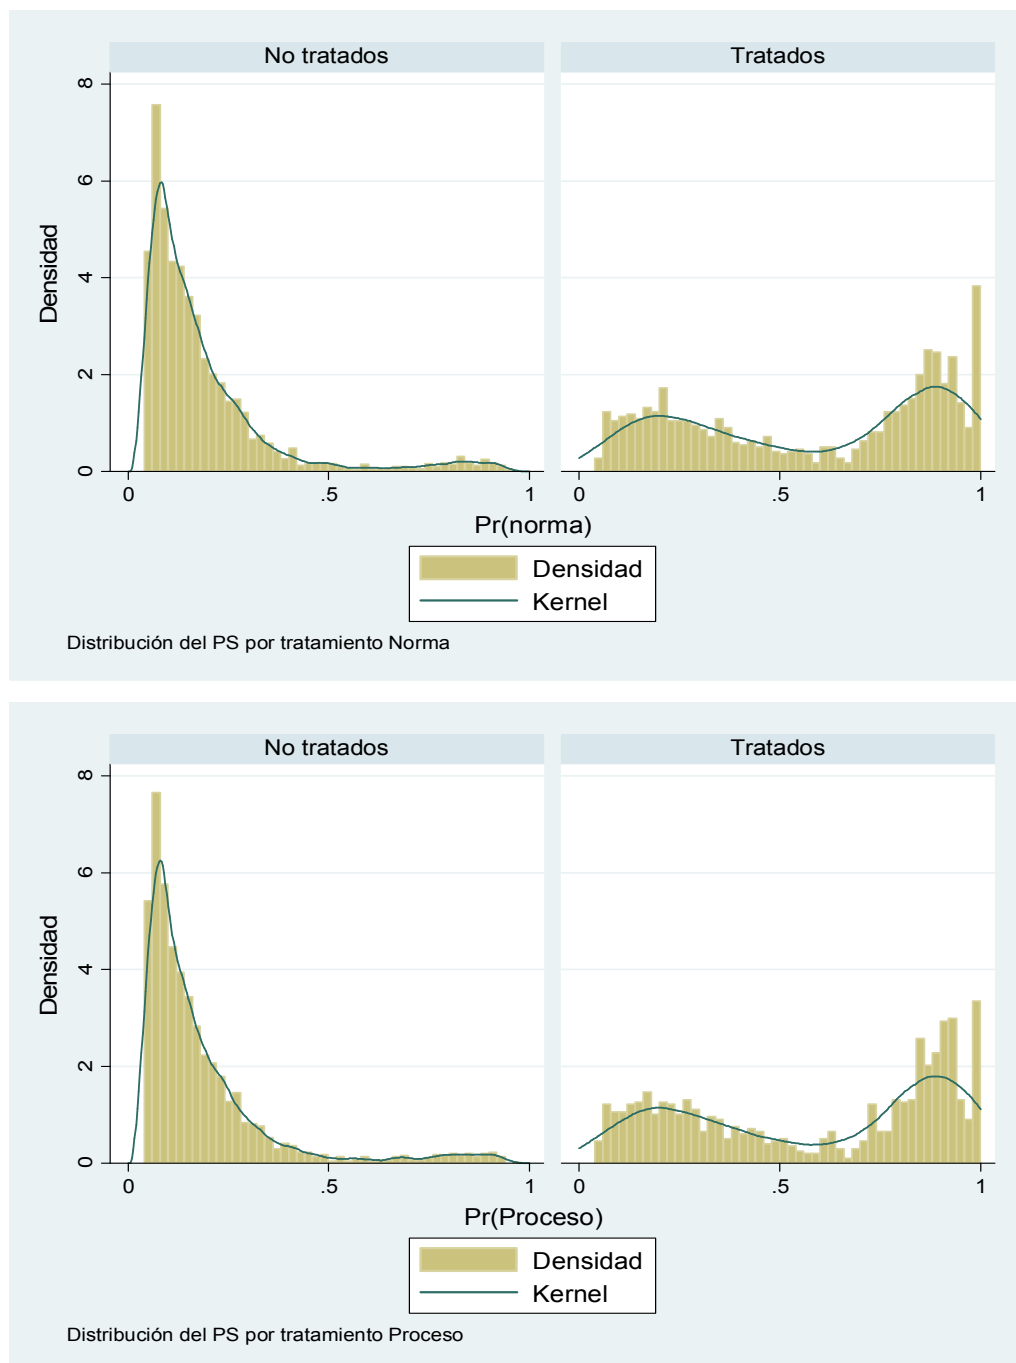 No tratados Tratados
8
6
4
2
0
Densidad
0 .5 1 0 .5 1
Pr(norma)
Densidad
Kernel
Distribución del PS por tratamiento Norma
No tratados Tratados
8
6
4
2
0
Densidad
0 .5 1 0 .5 1
Pr(Proceso)
Densidad
Kernel
Distribución del PS por tratamiento Proceso